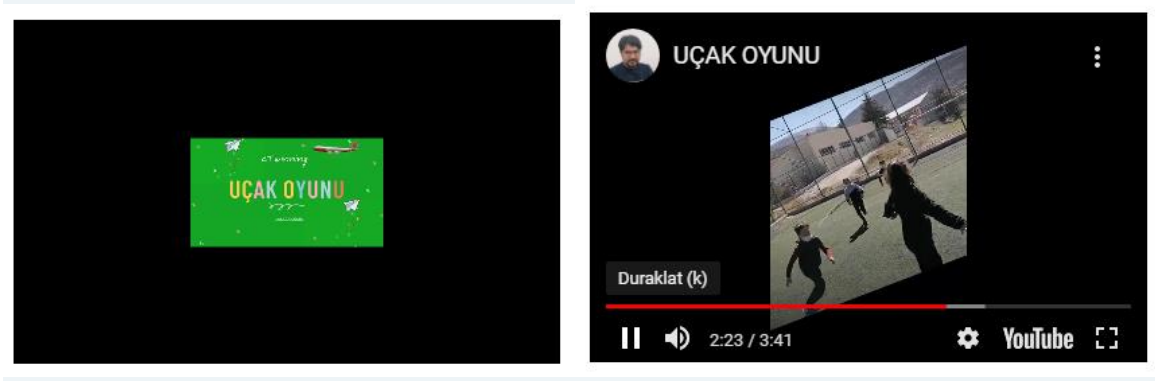 UÇAK OYUNU
UÇAK OYUNU
Duraklat (k)
2:23 / 3:41
YouTube